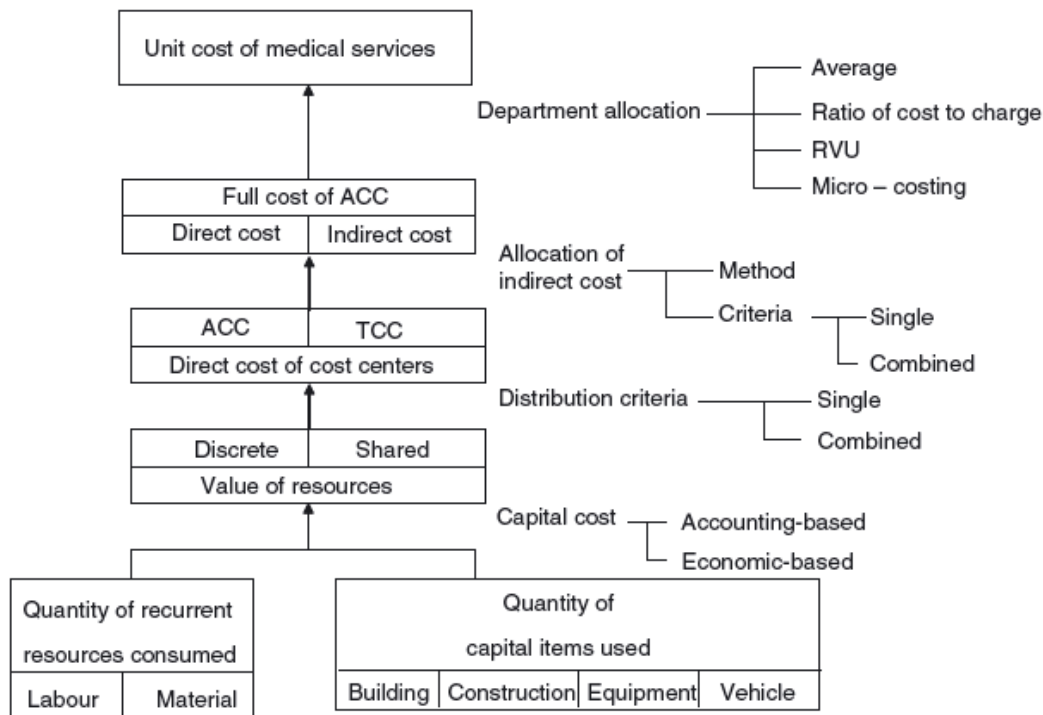 Unit cost of medical services
Department allocation
Average
Ratio of cost to charge
RVU
Micro – costing
Full cost of ACC
Direct cost
Indirect cost
Allocation of
indirect cost
Method
Criteria
Single
Combined
ACC
TCC
Direct cost of cost centers
Distribution criteria
Single
Combined
Discrete
Shared
Value of resources
Capital cost
Accounting-based
Economic-based
Quantity of recurrent
resources consumed
Labour
Material
Quantity of
capital items used
Building
Construction
Equipment
Vehicle